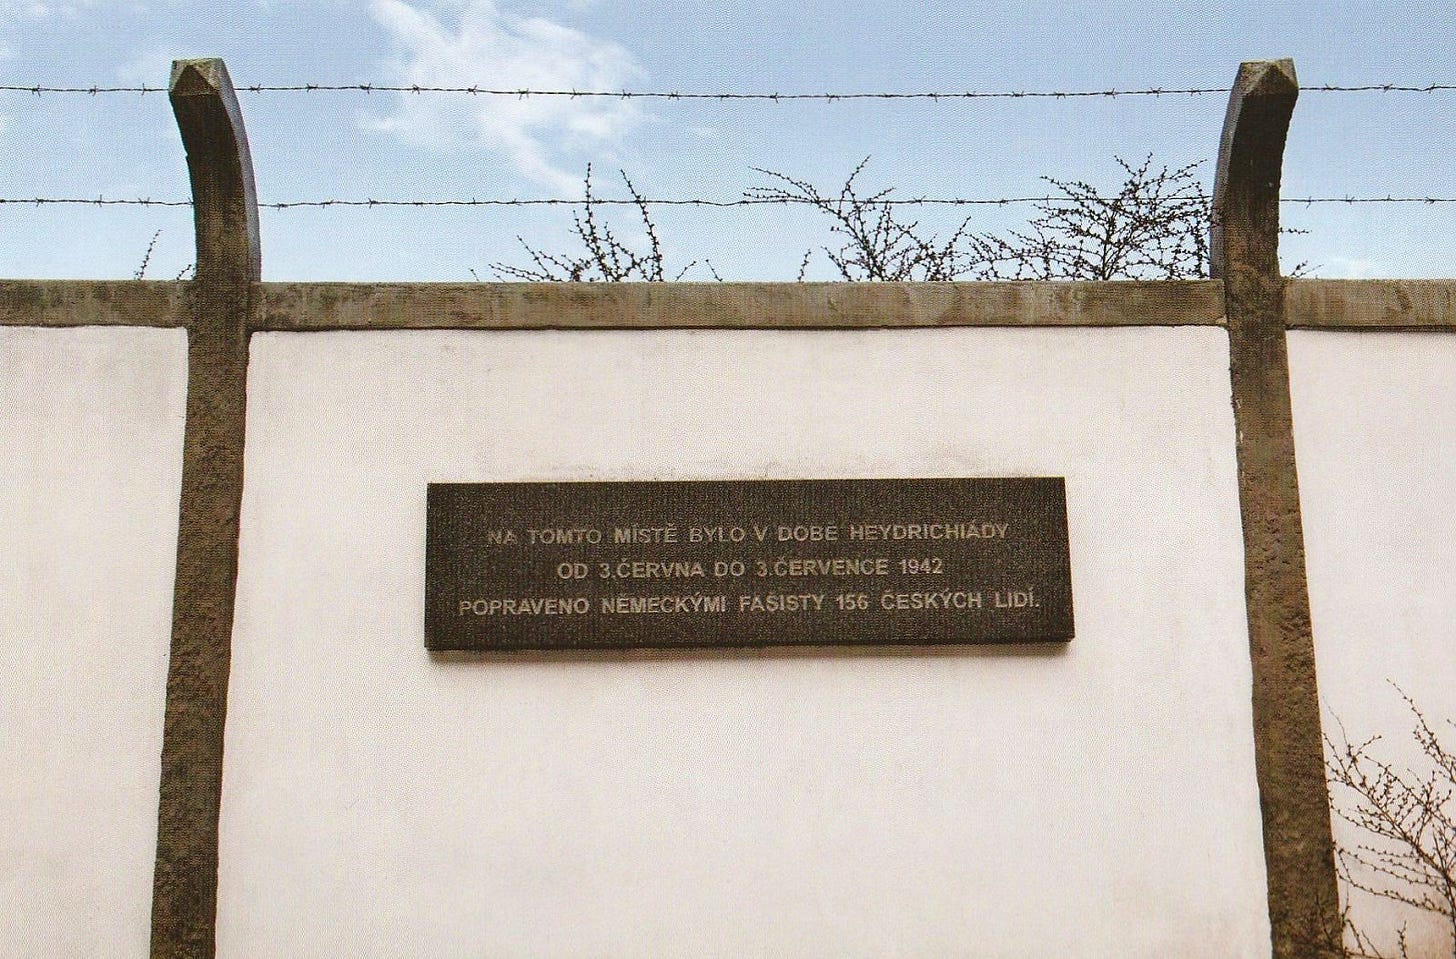 NA TOMTO MÍSTĚ BYLO V DOBĚ HEYDRICHIÁDY
OD 3.ČERVNA DO 3.ČERVENCE 1942
POPRAVENO NĚMECKÝMI FAŠISTY 156 ČESKÝCH LIDÍ.